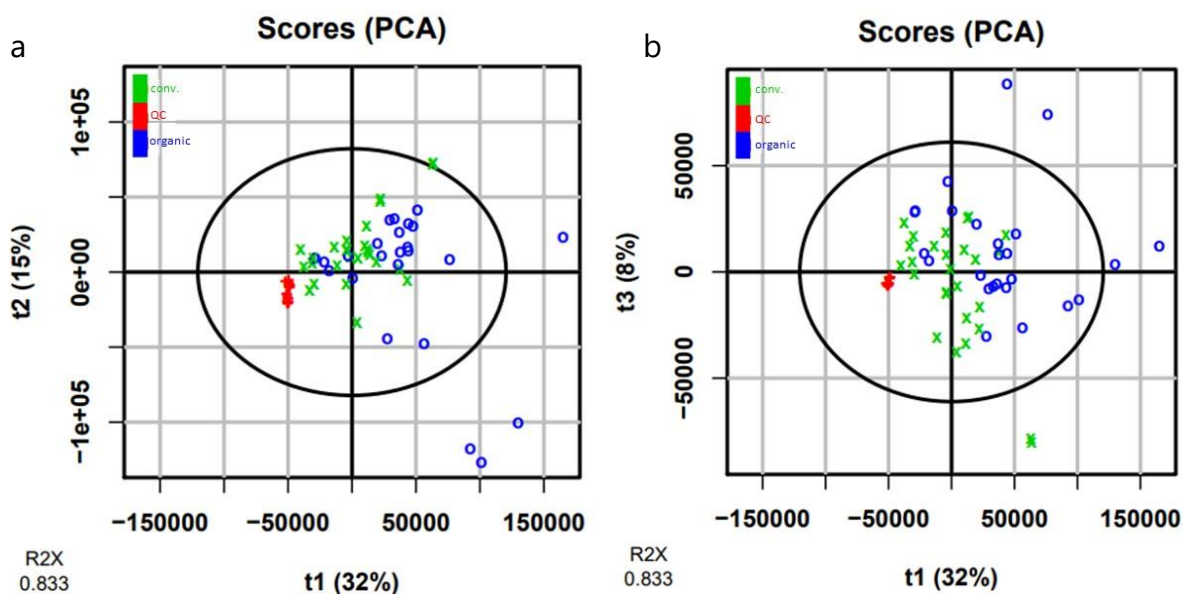 a
Scores (PCA)
conv.
QC
organic
t2 (15%)
1e+05
0e+00
−1e+05
−150000
−50000
0
50000
150000
R2X
0.833
t1 (32%)
b
Scores (PCA)
conv.
QC
organic
t3 (8%)
50000
0
−50000
−150000
−50000
0
50000
150000
R2X
0.833
t1 (32%)